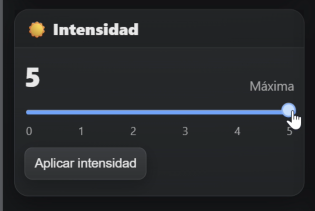 Intensidad
5
Máxima
0 1 2 3 4 5
Aplicar intensidad